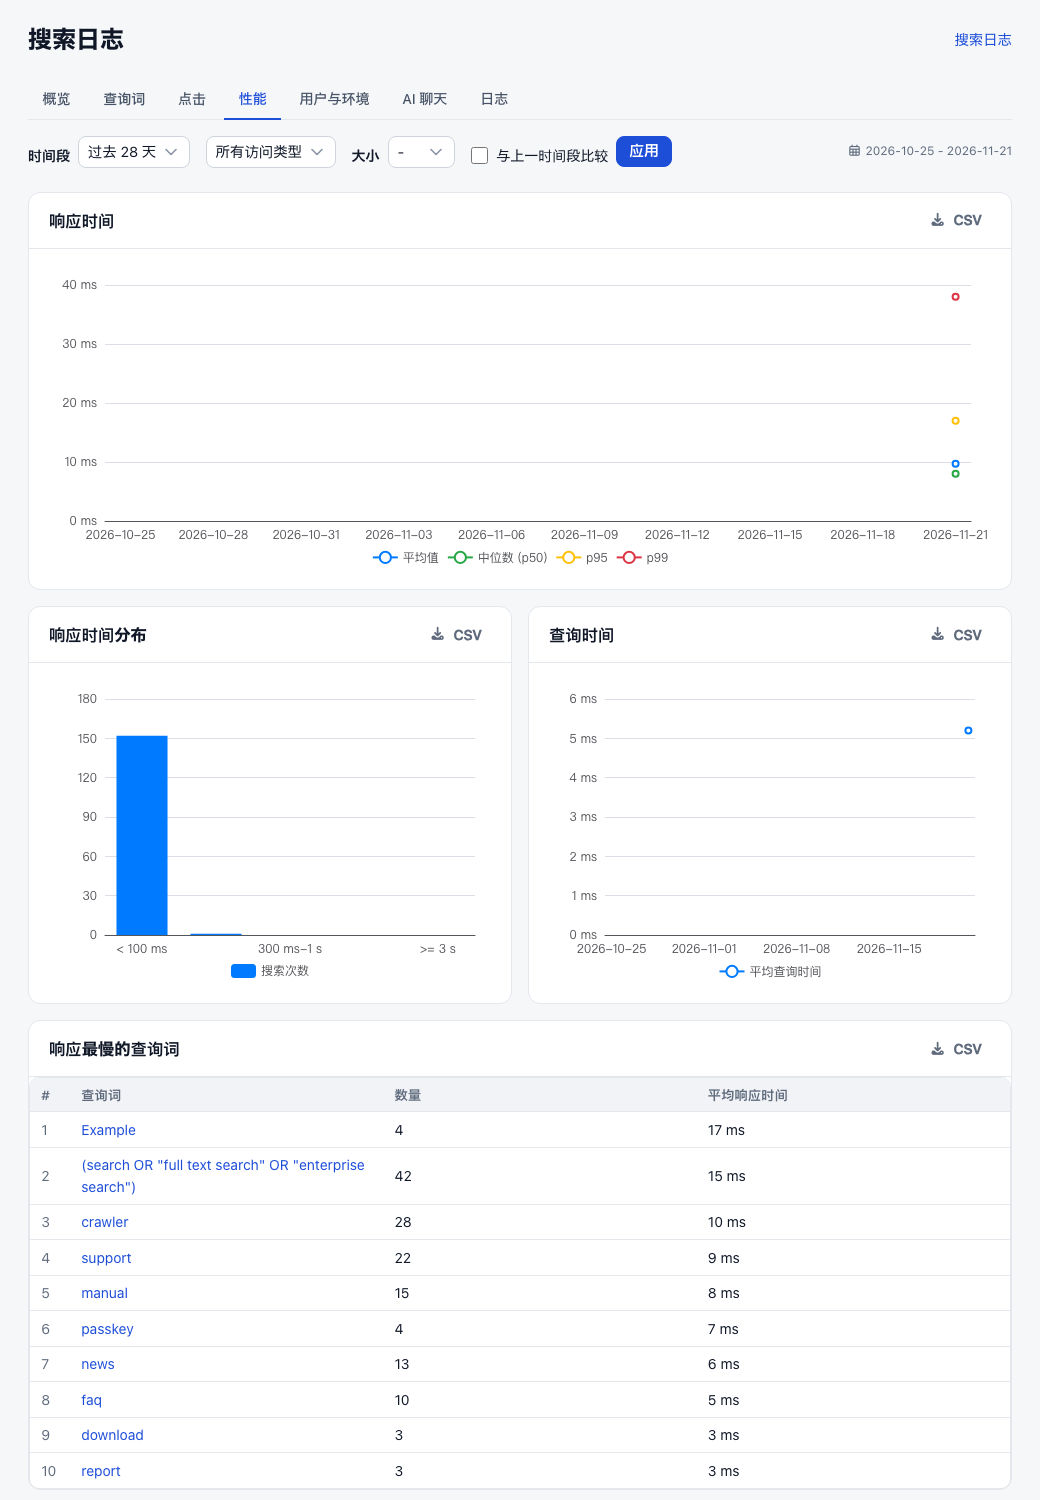 搜索日志
搜索日志
概览 查询词 点击 性能 用户与环境 AI 聊天 日志
时间段 过去 28 天 所有访问类型 大小 - 与上一时间段比较 应用 2026-10-25 - 2026-11-21
响应时间 CSV
40 ms
30 ms
20 ms
10 ms
0 ms
2026-10-25 2026-10-28 2026-10-31 2026-11-03 2026-11-06 2026-11-09 2026-11-12 2026-11-15 2026-11-18 2026-11-21
平均值 中位数 (p50) p95 p99
响应时间分布 CSV
180
150
120
90
60
30
0
< 100 ms 300 ms-1 s >= 3 s
搜索次数
查询时间 CSV
6 ms
5 ms
4 ms
3 ms
2 ms
1 ms
0 ms
2026-10-25 2026-11-01 2026-11-08 2026-11-15
平均查询时间
响应最慢的查询词 CSV
# 查询词 数量 平均响应时间
1 Example 4 17 ms
2 (search OR "full text search" OR "enterprise
search") 42 15 ms
3 crawler 28 10 ms
4 support 22 9 ms
5 manual 15 8 ms
6 passkey 4 7 ms
7 news 13 6 ms
8 faq 10 5 ms
9 download 3 3 ms
10 report 3 3 ms